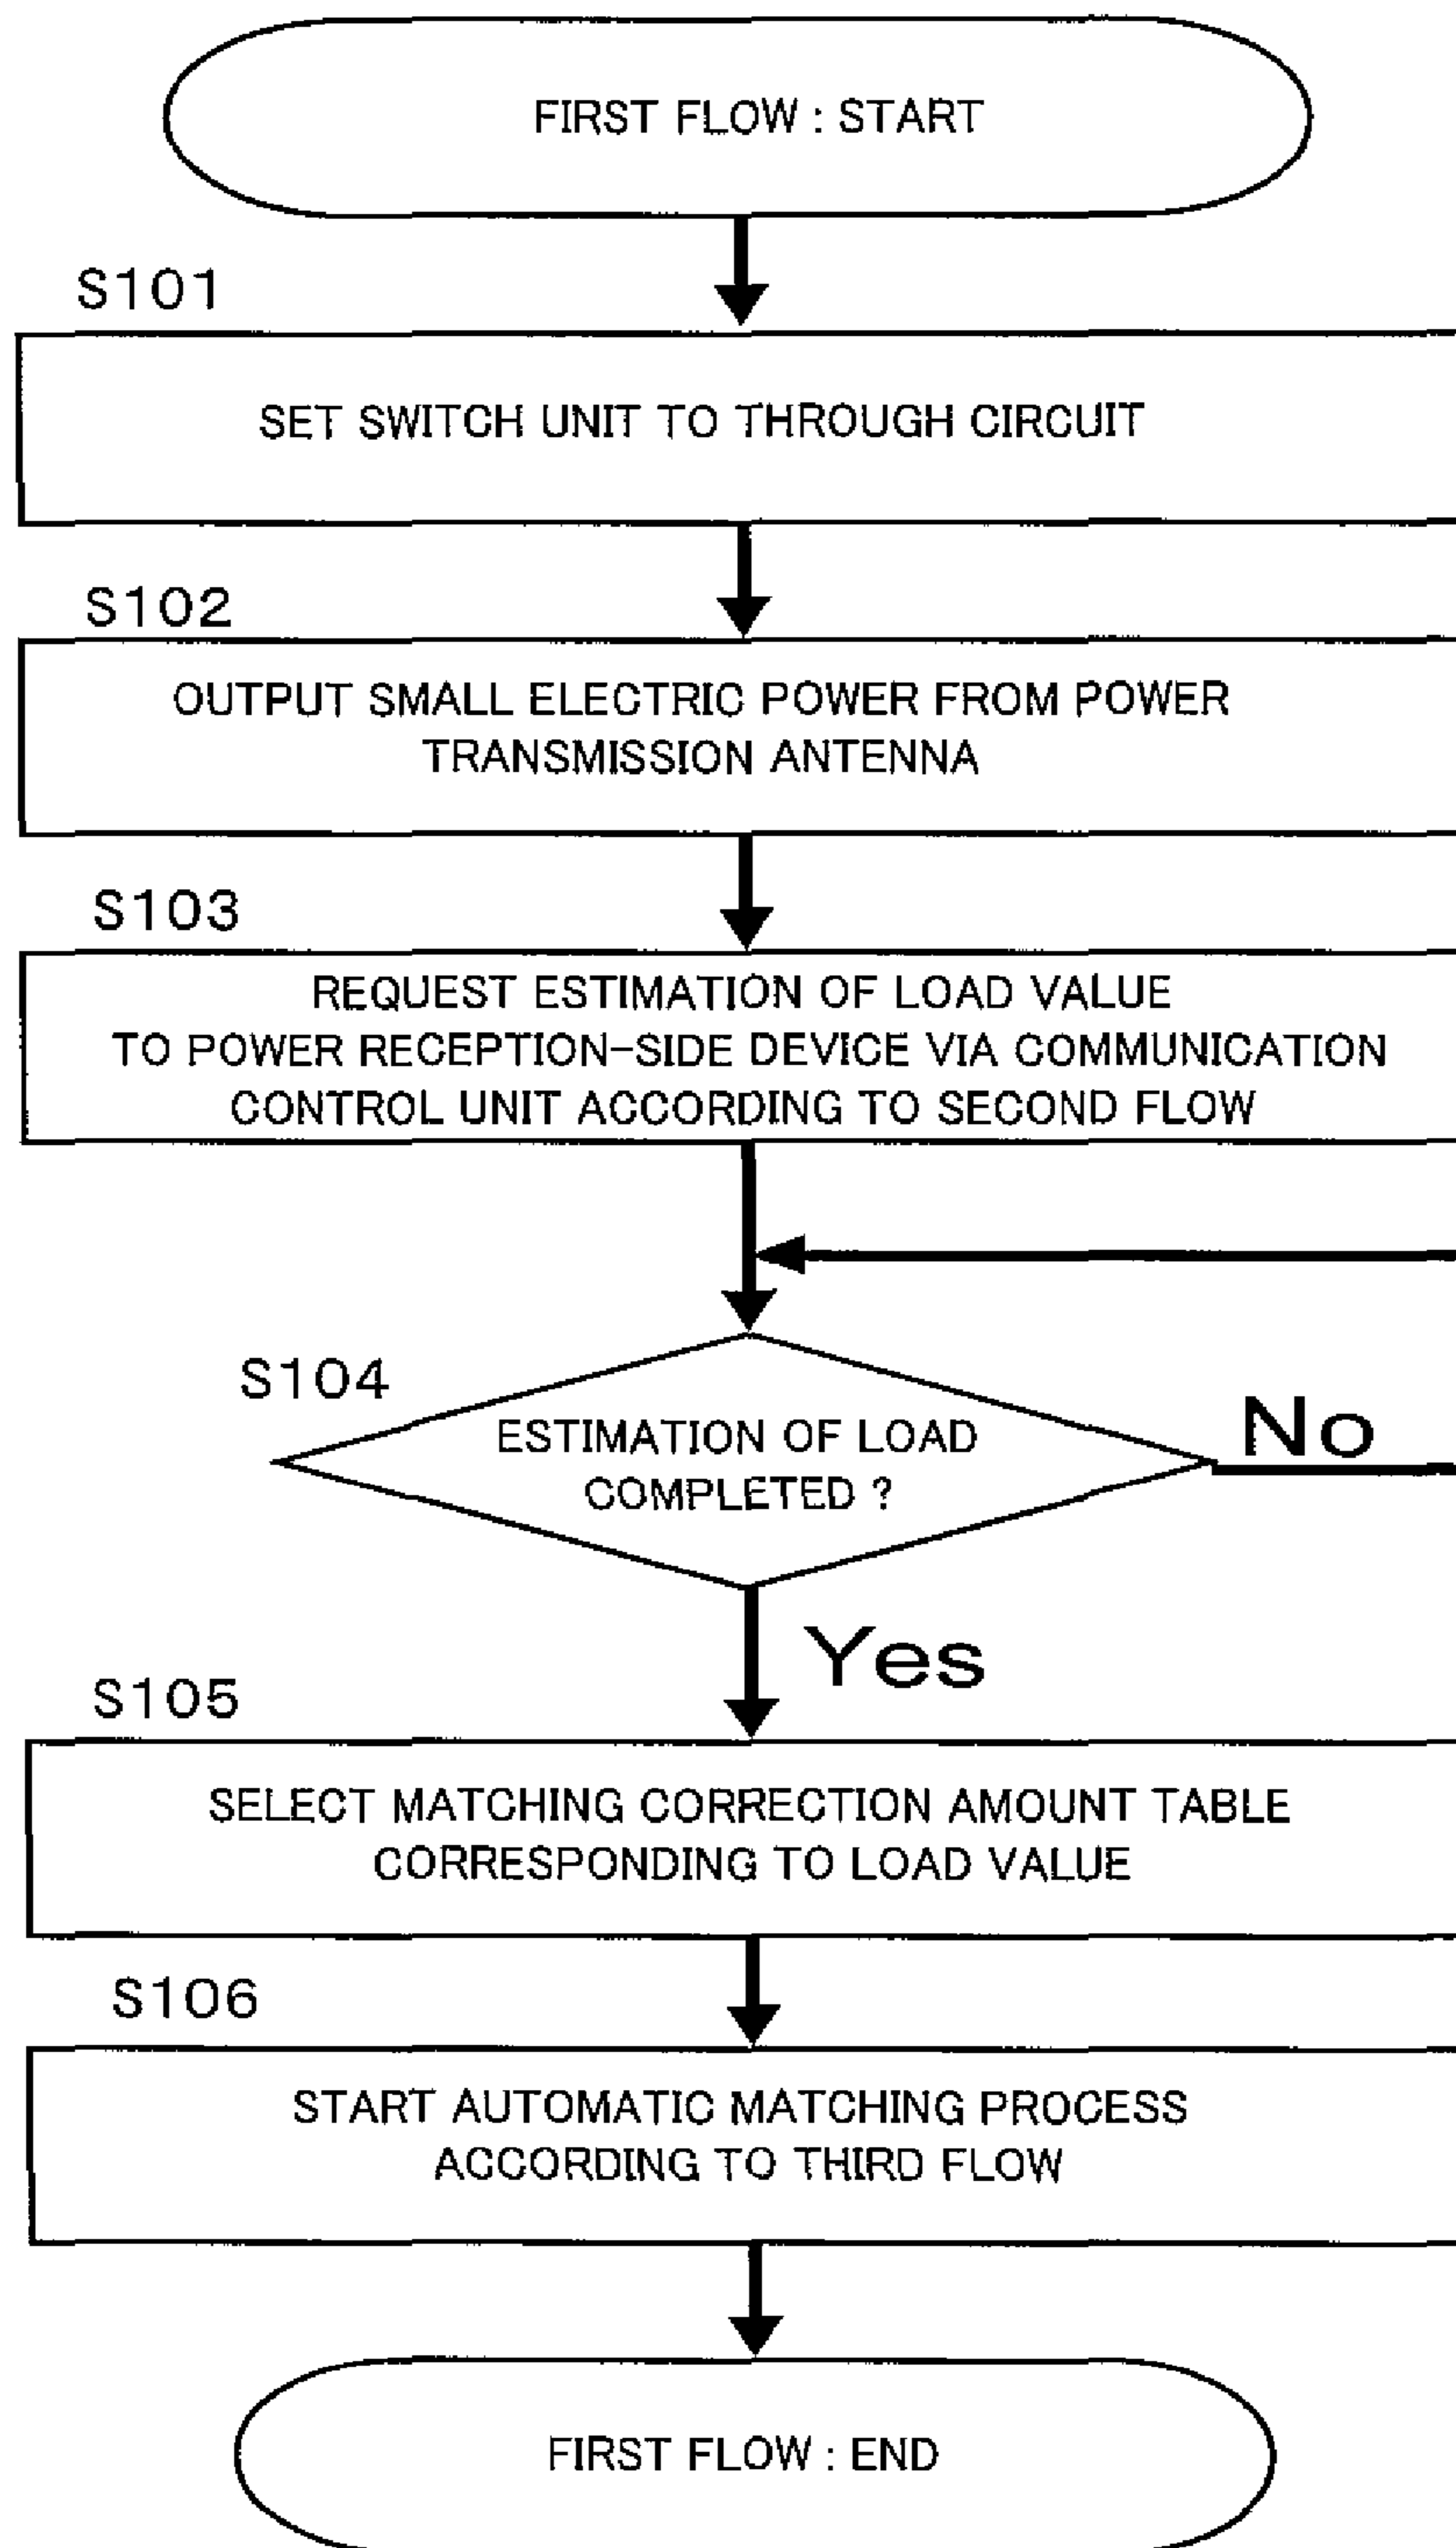 FIRST FLOW : START
S101
SET SWITCH UNIT TO THROUGH CIRCUIT
S102
OUTPUT SMALL ELECTRIC POWER FROM POWER
TRANSMISSION ANTENNA
S103
REQUEST ESTIMATION OF LOAD VALUE
TO POWER RECEPTION-SIDE DEVICE VIA COMMUNICATION
CONTROL UNIT ACCORDING TO SECOND FLOW
S104
ESTIMATION OF LOAD
COMPLETED ?
No
Yes
S105
SELECT MATCHING CORRECTION AMOUNT TABLE
CORRESPONDING TO LOAD VALUE
S106
START AUTOMATIC MATCHING PROCESS
ACCORDING TO THIRD FLOW
FIRST FLOW : END